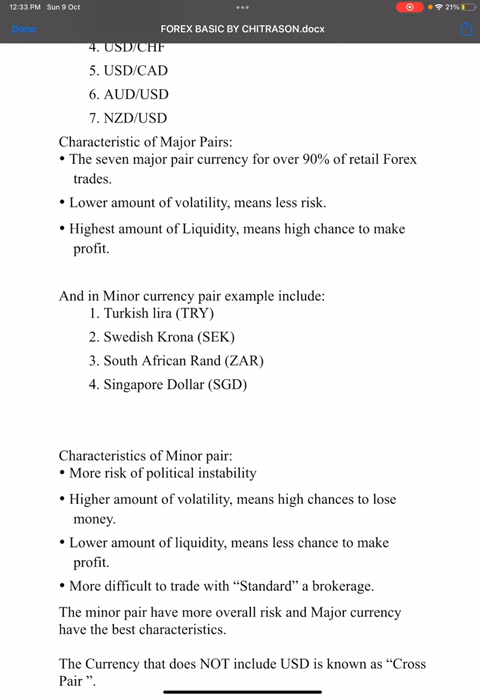 12:33 PM Sun 9 Oct
21%
Done
FOREX BASIC BY CHITRASON.docx
4. USD/CHF
5. USD/CAD
6. AUD/USD
7. NZD/USD
Characteristic of Major Pairs:
• The seven major pair currency for over 90% of retail Forex
trades.
• Lower amount of volatility, means less risk.
• Highest amount of Liquidity, means high chance to make
profit.
And in Minor currency pair example include:
1. Turkish lira (TRY)
2. Swedish Krona (SEK)
3. South African Rand (ZAR)
4. Singapore Dollar (SGD)
Characteristics of Minor pair:
• More risk of political instability
• Higher amount of volatility, means high chances to lose
money.
• Lower amount of liquidity, means less chance to make
profit.
• More difficult to trade with “Standard” a brokerage.
The minor pair have more overall risk and Major currency
have the best characteristics.
The Currency that does NOT include USD is known as “Cross
Pair ”.